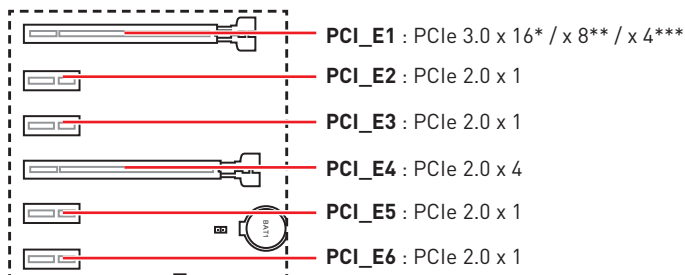 PCI_E1 : PCIe 3.0 x 16* / x 8** / x 4***
PCI_E2 : PCIe 2.0 x 1
PCI_E3 : PCIe 2.0 x 1
PCI_E4 : PCIe 2.0 x 4
PCI_E5 : PCIe 2.0 x 1
BAT1
PCI_E6 : PCIe 2.0 x 1